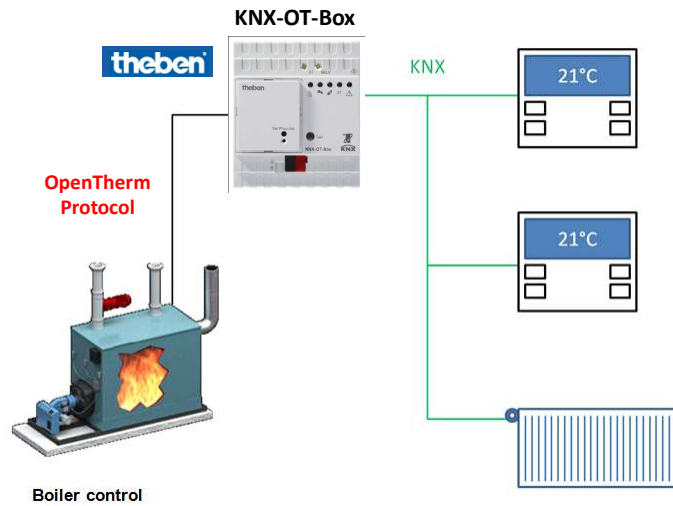 KNX-OT-Box
theben
KNX
theben
21°C
KNX-OT-Box
KNX
OpenTherm
Protocol
21°C
Boiler control